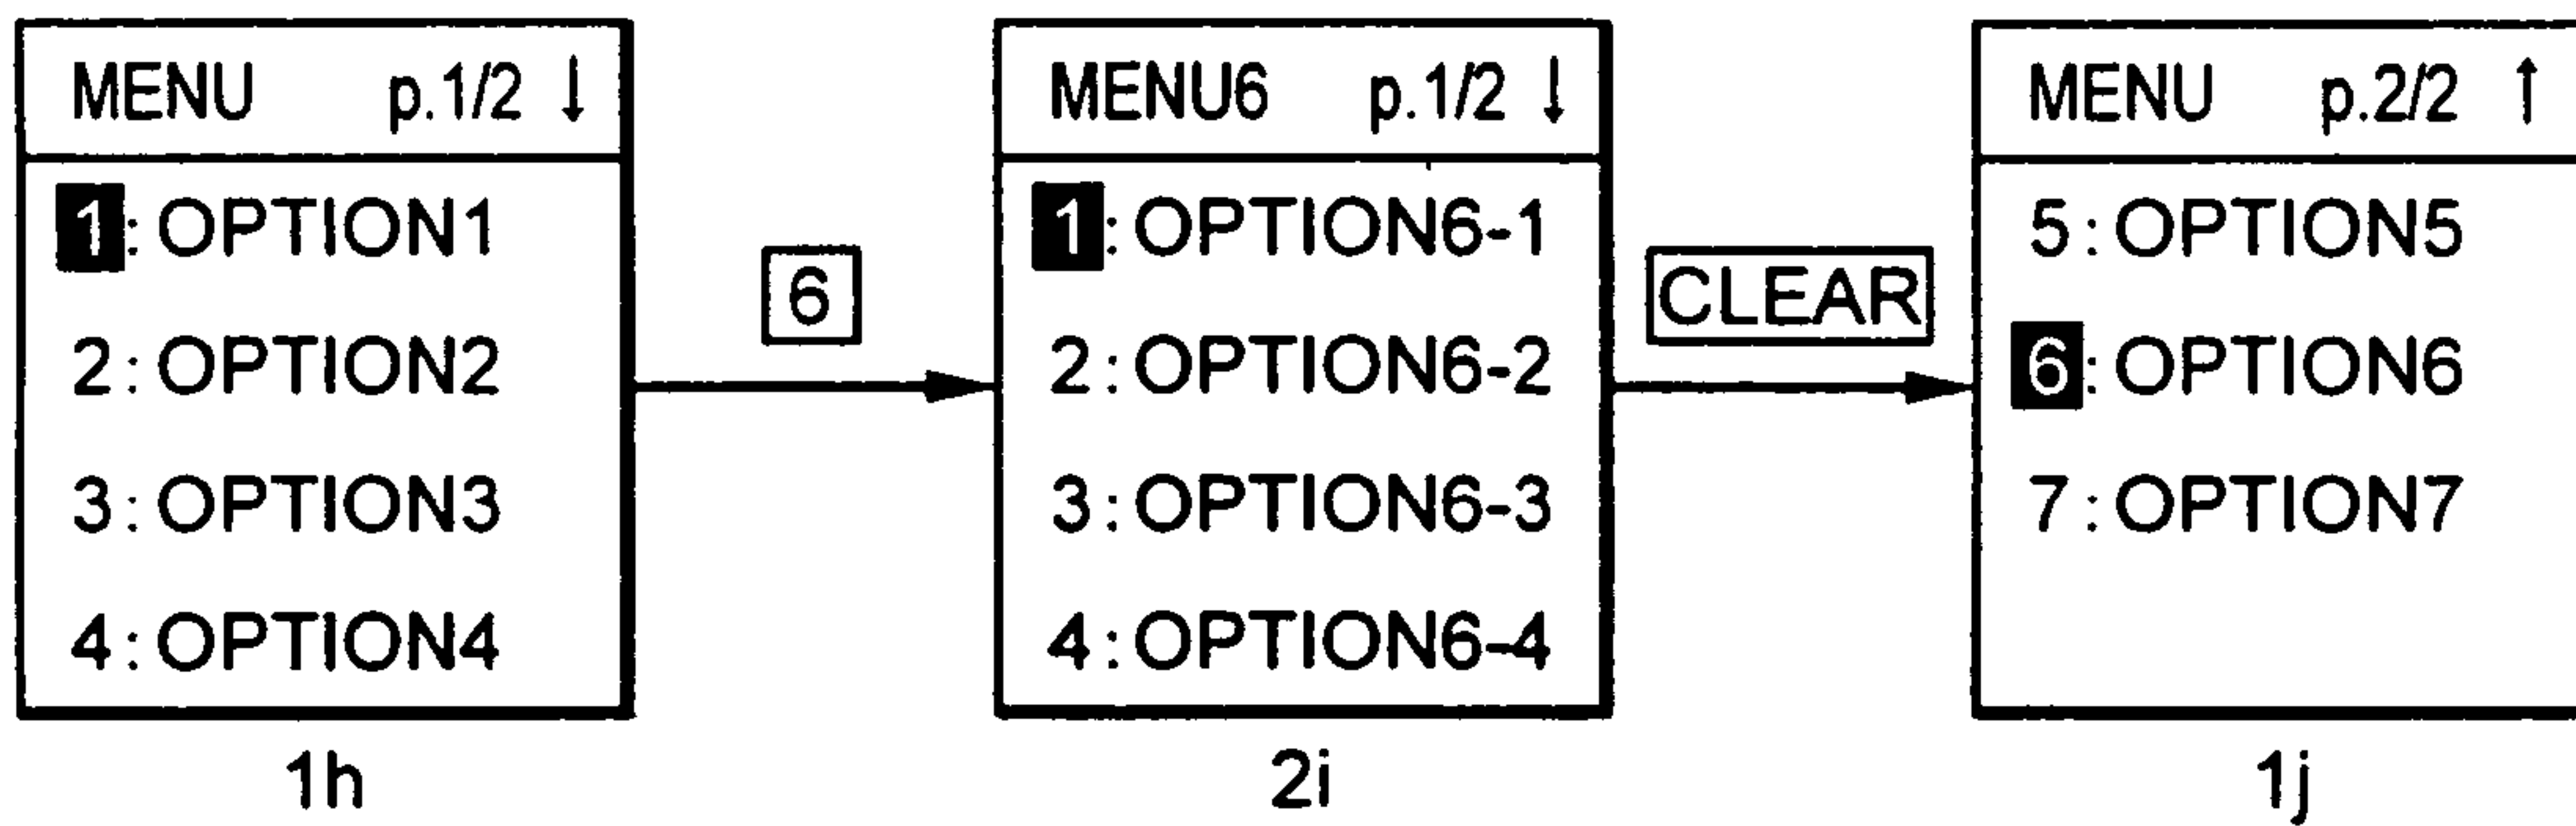 MENU p.1/2 ↓
1:OPTION1
2:OPTION2
3:OPTION3
4:OPTION4
1h
6
MENU6 p.1/2 ↓
1:OPTION6-1
2:OPTION6-2
3:OPTION6-3
4:OPTION6-4
2i
CLEAR
MENU p.2/2 ↑
5:OPTION5
6:OPTION6
7:OPTION7
1j